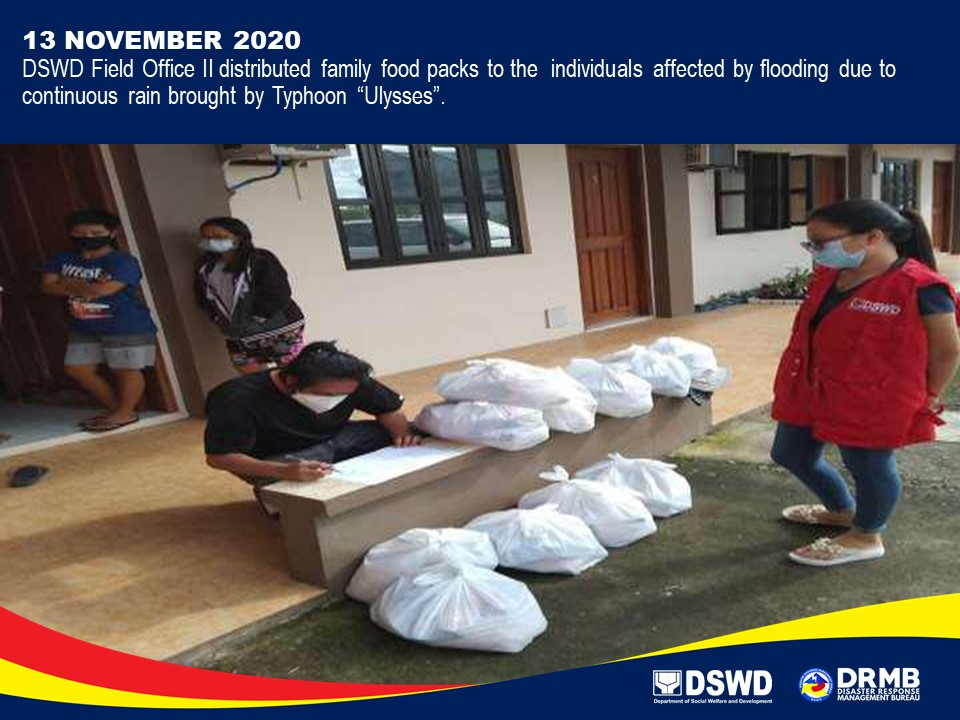 13 NOVEMBER 2020
DSWD Field Office II distributed family food packs to the individuals affected by flooding due to
continuous rain brought by Typhoon “Ulysses”.
DSWD
DSWD
Department of Social Welfare and Development
DRMB
DISASTER RESPONSE
MANAGEMENT BUREAU